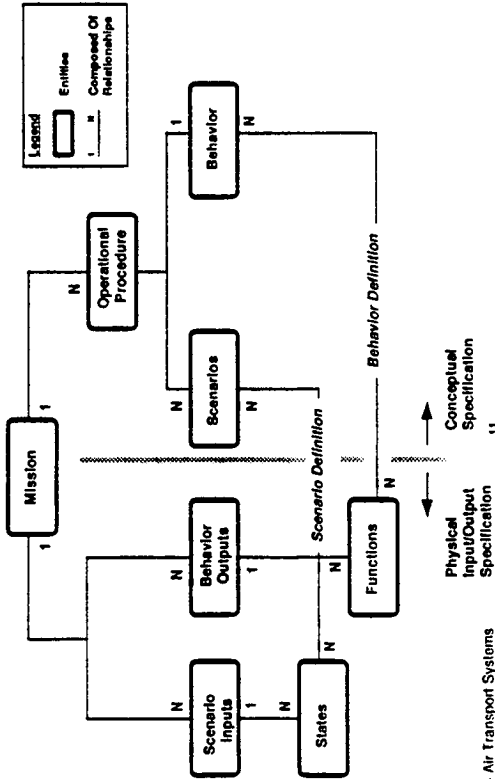 Legend
Entities
1 N Composed Of
Relationships
Mission
1
1
N
Operational
Procedure
N
Scenarios
N
1
Behavior
N
N
Scenario
Inputs
1
N
Behavior
Outputs
1
N
States
N
N
Functions
N
Scenario Definition
Behavior Definition
Physical
Input/Output
Specification
Conceptual
Specification
Air Transport Systems
11